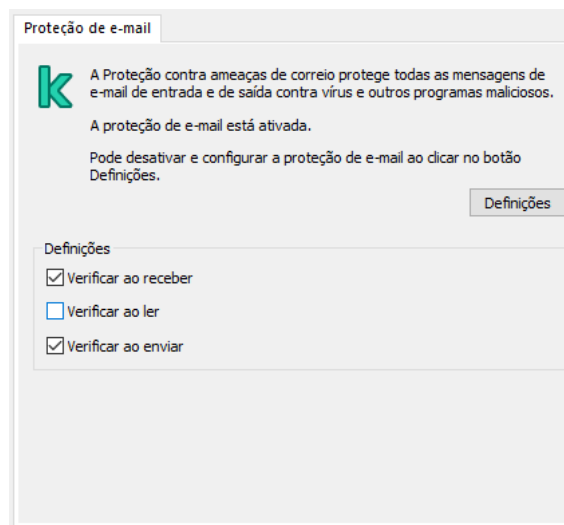 Proteção de e-mail
A Proteção contra ameaças de correio protege todas as mensagens de
e-mail de entrada e de saída contra vírus e outros programas maliciosos.
A proteção de e-mail está ativada.
Pode desativar e configurar a proteção de e-mail ao clicar no botão
Definições.
Definições
Definições
Verificar ao receber
Verificar ao ler
Verificar ao enviar